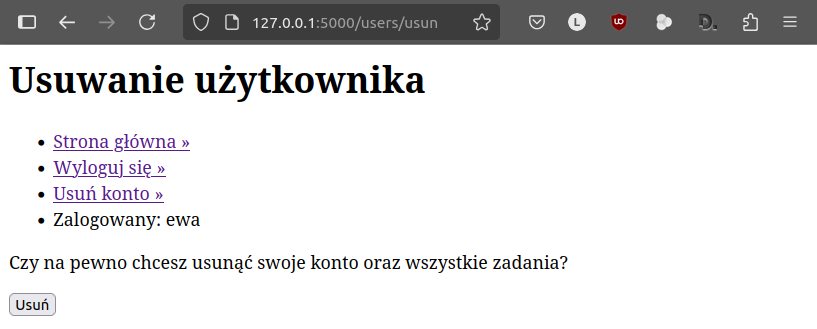 127.0.0.1:5000/users/usun
Usuwanie użytkownika
Strona główna »
Wyloguj się »
Usuń konto »
Zalogowany: ewa
Czy na pewno chcesz usunąć swoje konto oraz wszystkie zadania?
Usuń